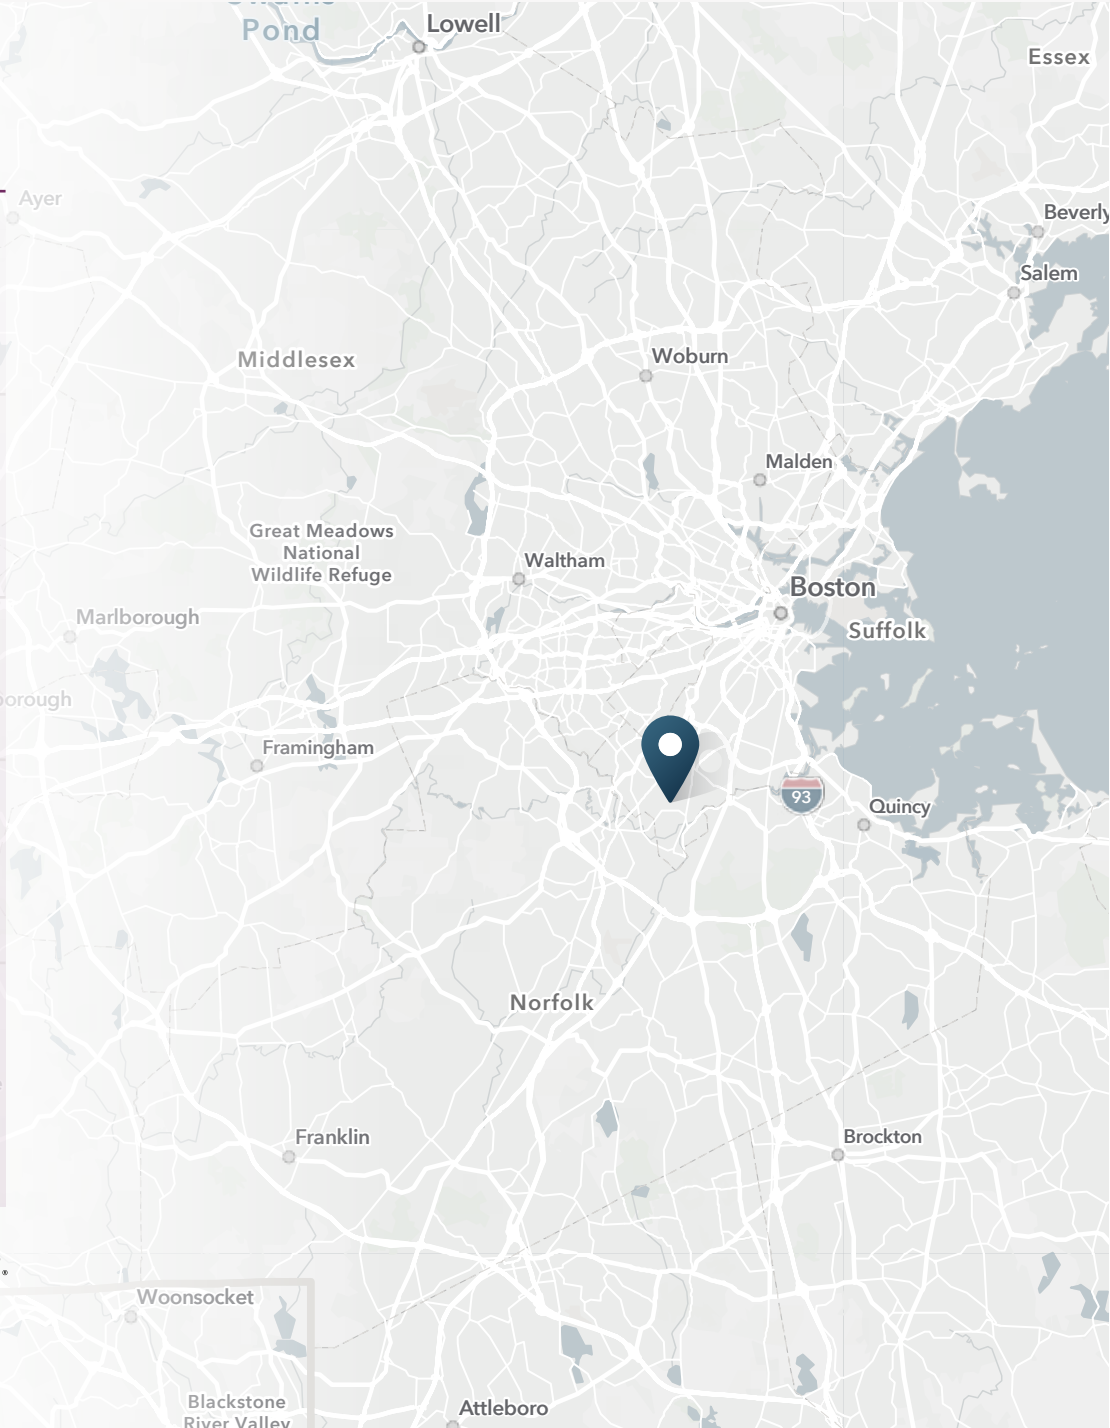 Pond
Lowell
Essex
Ayer
Beverly
Salem
Woburn
Middlesex
Malden
Great Meadows
National
Wildlife Refuge
Waltham
Boston
Marlborough
Suffolk
borough
Framingham
93
Quincy
Norfolk
Franklin
Brockton
®
Woonsocket
Blackstone
River Valley
Attleboro